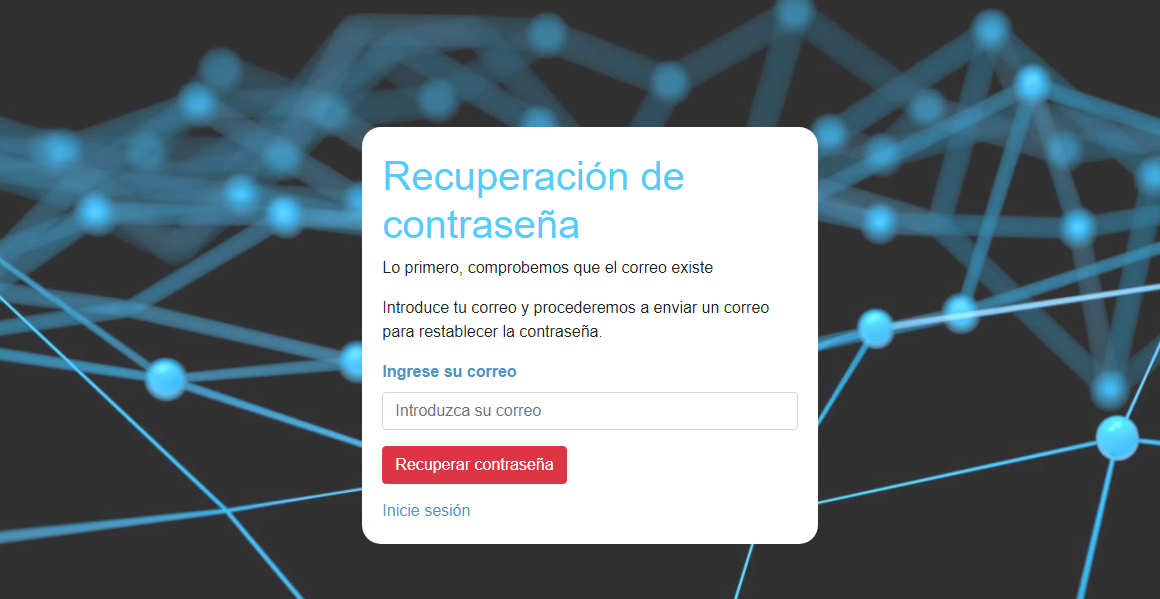 Recuperación de
contraseña
Lo primero, comprobemos que el correo existe
Introduce tu correo y procederemos a enviar un correo
para restablecer la contraseña.
Ingrese su correo
Introduzca su correo
Recuperar contraseña
Inicie sesión